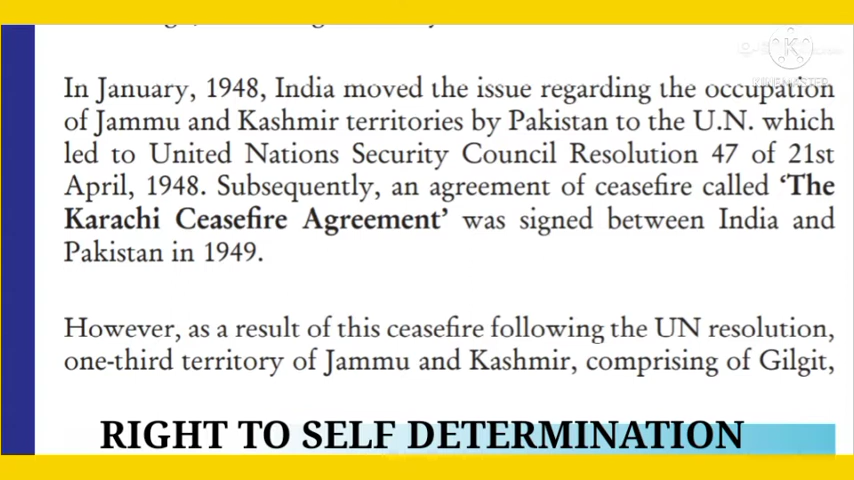 KINEMASTER
In January, 1948, India moved the issue regarding the occupation
of Jammu and Kashmir territories by Pakistan to the U.N. which
led to United Nations Security Council Resolution 47 of 21st
April, 1948. Subsequently, an agreement of ceasefire called ‘The
Karachi Ceasefire Agreement’ was signed between India and
Pakistan in 1949.
However, as a result of this ceasefire following the UN resolution,
one-third territory of Jammu and Kashmir, comprising of Gilgit,
RIGHT TO SELF DETERMINATION